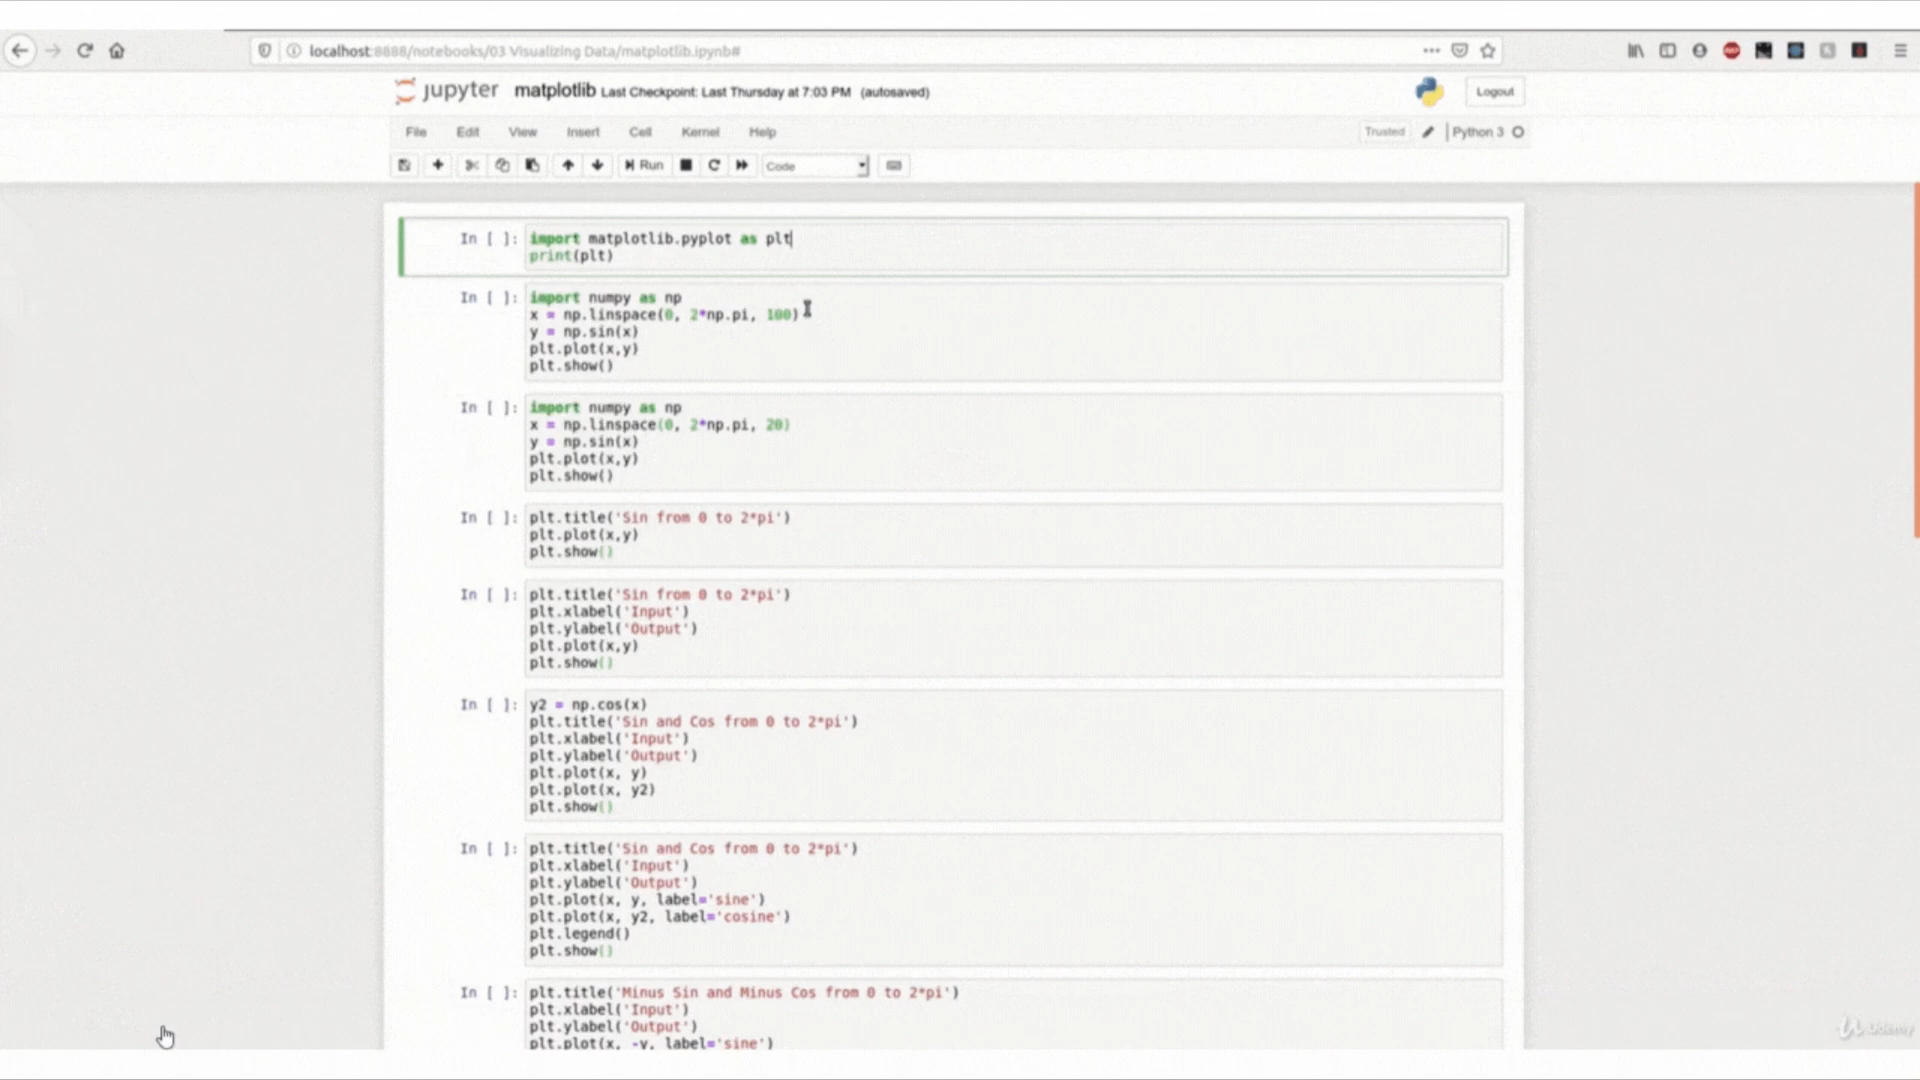 localhost:8888/notebooks/03 Visualizing Data/matplotlib.ipynb#
jupyter matplotlib Last Checkpoint: Last Thursday at 7:03 PM (autosaved)
Logout
File Edit View Insert Cell Kernel Help
Trusted Python 3
Run Code
In [ ]: import matplotlib.pyplot as plt
print(plt)
In [ ]: import numpy as np
x = np.linspace(0, 2*np.pi, 100)
y = np.sin(x)
plt.plot(x,y)
plt.show()
In [ ]: import numpy as np
x = np.linspace(0, 2*np.pi, 20)
y = np.sin(x)
plt.plot(x,y)
plt.show()
In [ ]: plt.title('Sin from 0 to 2*pi')
plt.plot(x,y)
plt.show()
In [ ]: plt.title('Sin from 0 to 2*pi')
plt.xlabel('Input')
plt.ylabel('Output')
plt.plot(x,y)
plt.show()
In [ ]: y2 = np.cos(x)
plt.title('Sin and Cos from 0 to 2*pi')
plt.xlabel('Input')
plt.ylabel('Output')
plt.plot(x, y)
plt.plot(x, y2)
plt.show()
In [ ]: plt.title('Sin and Cos from 0 to 2*pi')
plt.xlabel('Input')
plt.ylabel('Output')
plt.plot(x, y, label='sine')
plt.plot(x, y2, label='cosine')
plt.legend()
plt.show()
In [ ]: plt.title('Minus Sin and Minus Cos from 0 to 2*pi')
plt.xlabel('Input')
plt.ylabel('Output')
plt.plot(x, -y, label='sine')
Udemy